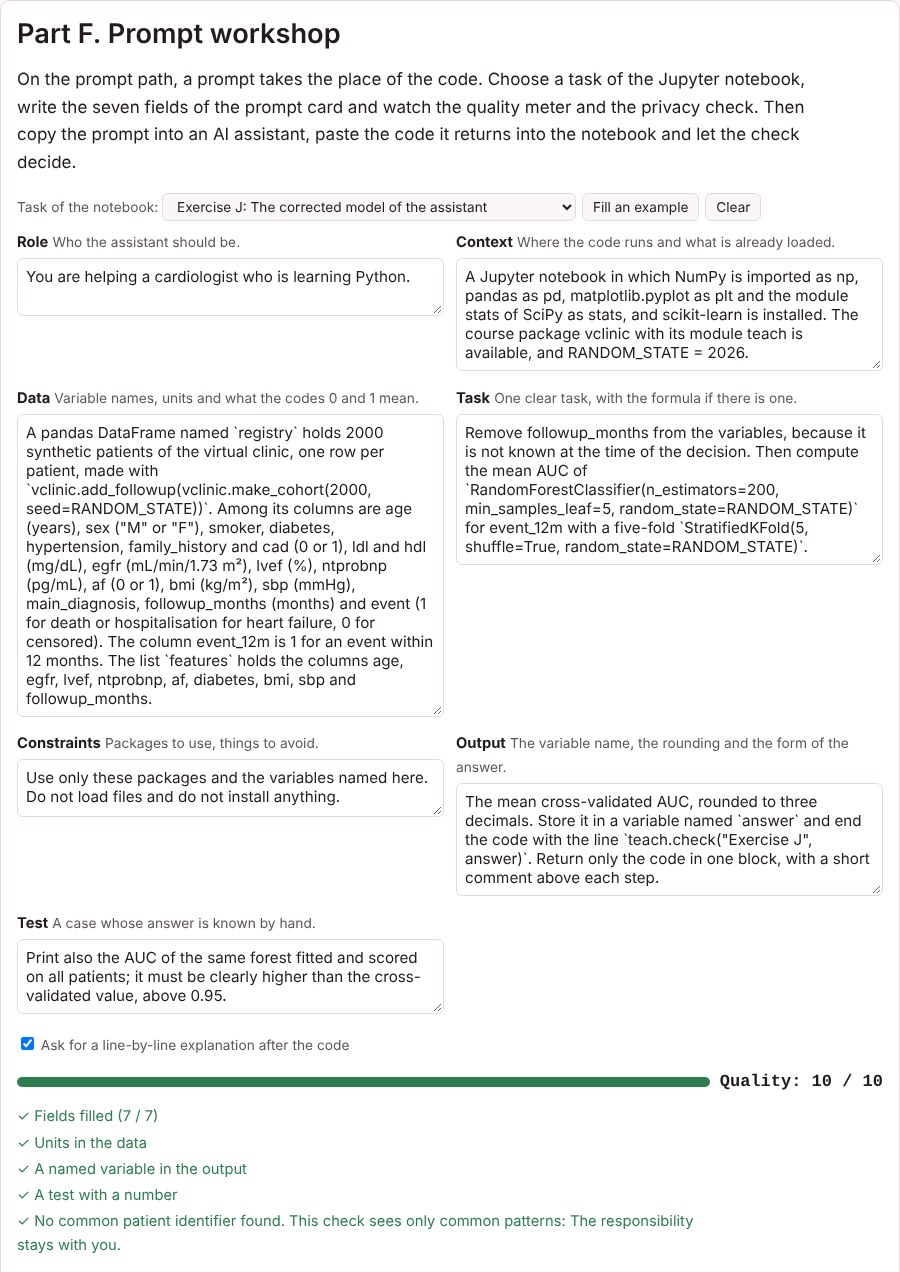 Part F. Prompt workshop
On the prompt path, a prompt takes the place of the code. Choose a task of the Jupyter notebook,
write the seven fields of the prompt card and watch the quality meter and the privacy check. Then
copy the prompt into an AI assistant, paste the code it returns into the notebook and let the check
decide.
Task of the notebook: Exercise J: The corrected model of the assistant Fill an example Clear
Role Who the assistant should be.
You are helping a cardiologist who is learning Python.
Context Where the code runs and what is already loaded.
A Jupyter notebook in which NumPy is imported as np,
pandas as pd, matplotlib.pyplot as plt and the module
stats of SciPy as stats, and scikit-learn is installed. The
course package vclinic with its module teach is
available, and RANDOM_STATE = 2026.
Data Variable names, units and what the codes 0 and 1 mean.
A pandas DataFrame named `registry` holds 2000
synthetic patients of the virtual clinic, one row per
patient, made with
`vclinic.add_followup(vclinic.make_cohort(2000,
seed=RANDOM_STATE))`. Among its columns are age
(years), sex ("M" or "F"), smoker, diabetes,
hypertension, family_history and cad (0 or 1), ldl and hdl
(mg/dL), egfr (mL/min/1.73 m²), lvef (%), ntprobnp
(pg/mL), af (0 or 1), bmi (kg/m²), sbp (mmHg),
main_diagnosis, followup_months (months) and event (1
for death or hospitalisation for heart failure, 0 for
censored). The column event_12m is 1 for an event within
12 months. The list `features` holds the columns age,
egfr, lvef, ntprobnp, af, diabetes, bmi, sbp and
followup_months.
Task One clear task, with the formula if there is one.
Remove followup_months from the variables, because it
is not known at the time of the decision. Then compute
the mean AUC of
`RandomForestClassifier(n_estimators=200,
min_samples_leaf=5, random_state=RANDOM_STATE)`
for event_12m with a five-fold `StratifiedKFold(5,
shuffle=True, random_state=RANDOM_STATE)`.
Constraints Packages to use, things to avoid.
Use only these packages and the variables named here.
Do not load files and do not install anything.
Output The variable name, the rounding and the form of the
answer.
The mean cross-validated AUC, rounded to three
decimals. Store it in a variable named `answer` and end
the code with the line `teach.check("Exercise J",
answer)`. Return only the code in one block, with a short
comment above each step.
Test A case whose answer is known by hand.
Print also the AUC of the same forest fitted and scored
on all patients; it must be clearly higher than the cross-
validated value, above 0.95.
Ask for a line-by-line explanation after the code
Quality: 10 / 10
✓ Fields filled (7 / 7)
✓ Units in the data
✓ A named variable in the output
✓ A test with a number
✓ No common patient identifier found. This check sees only common patterns: The responsibility
stays with you.